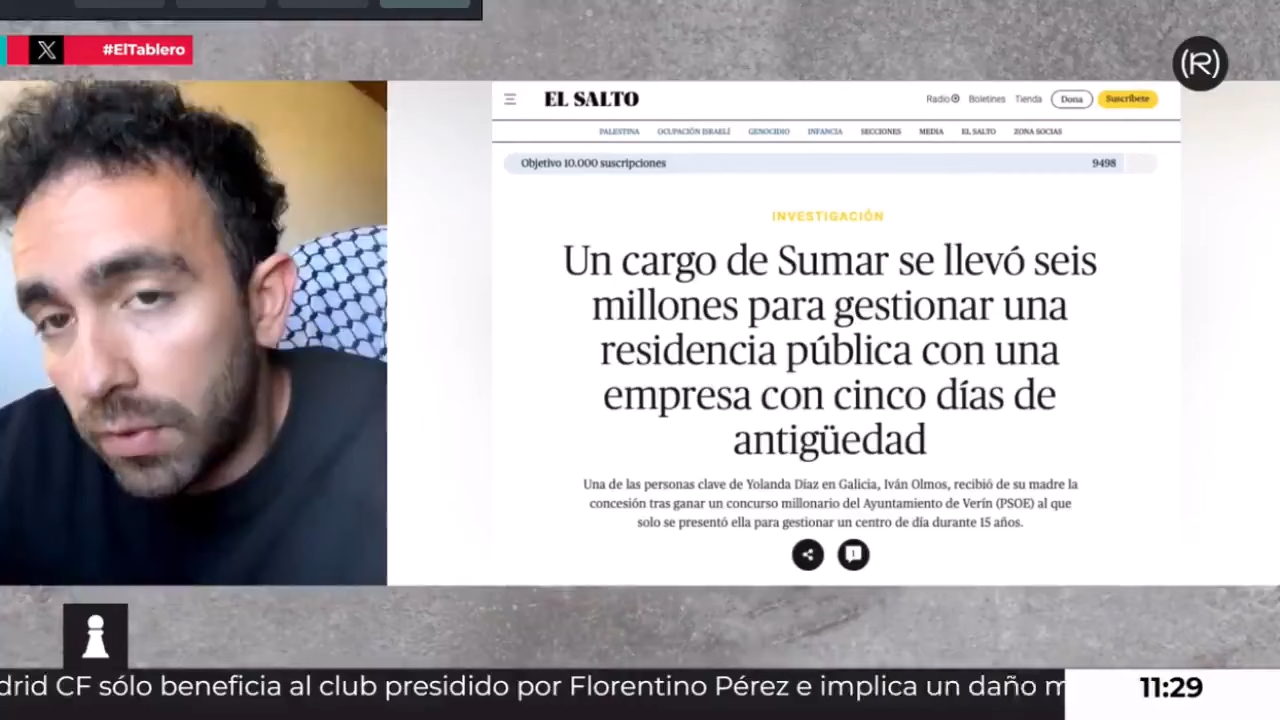 #ElTablero
(R)
EL SALTO
Radio
Boletines
Tienda
Dona
Suscríbete
PALESTINA
OCUPACIÓN ISRAELÍ
GENOCIDIO
INFANCIA
SECCIONES
MEDIA
EL SALTO
ZONA SOCIAS
Objetivo 10.000 suscripciones
9498
INVESTIGACIÓN
Un cargo de Sumar se llevó seis
millones para gestionar una
residencia pública con una
empresa con cinco días de
antigüedad
Una de las personas clave de Yolanda Díaz en Galicia, Iván Olmos, recibió de su madre la
concesión tras ganar un concurso millonario del Ayuntamiento de Verín (PSOE) al que
solo se presentó ella para gestionar un centro de día durante 15 años.
1
drid CF sólo beneficia al club presidido por Florentino Pérez e implica un daño m
11:29